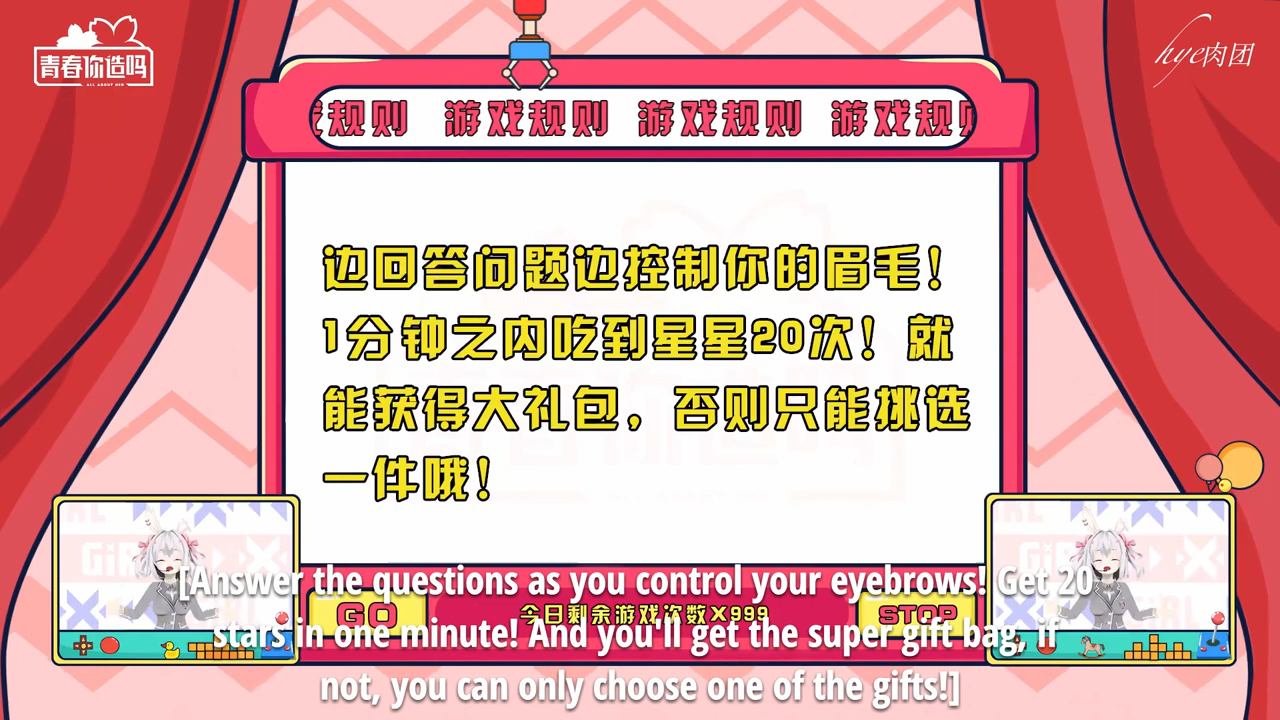 青春你造吗
ALL ABOUT HER
hye肉团
戏规则 游戏规则 游戏规则 游戏规则
边回答问题边控制你的眉毛!
1分钟之内吃到星星20次!就
能获得大礼包,否则只能挑选
一件哦!
GiRL
GO
今日剩余游戏次数X999
STOP
[Answer the questions as you control your eyebrows! Get 20
stars in one minute! And you'll get the super gift bag, if
not, you can only choose one of the gifts!]